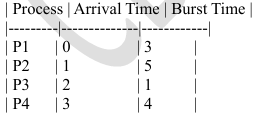 | Process | Arrival Time | Burst Time |
|---------|--------------|------------|
| P1 | 0 | 3 |
| P2 | 1 | 5 |
| P3 | 2 | 1 |
| P4 | 3 | 4 |